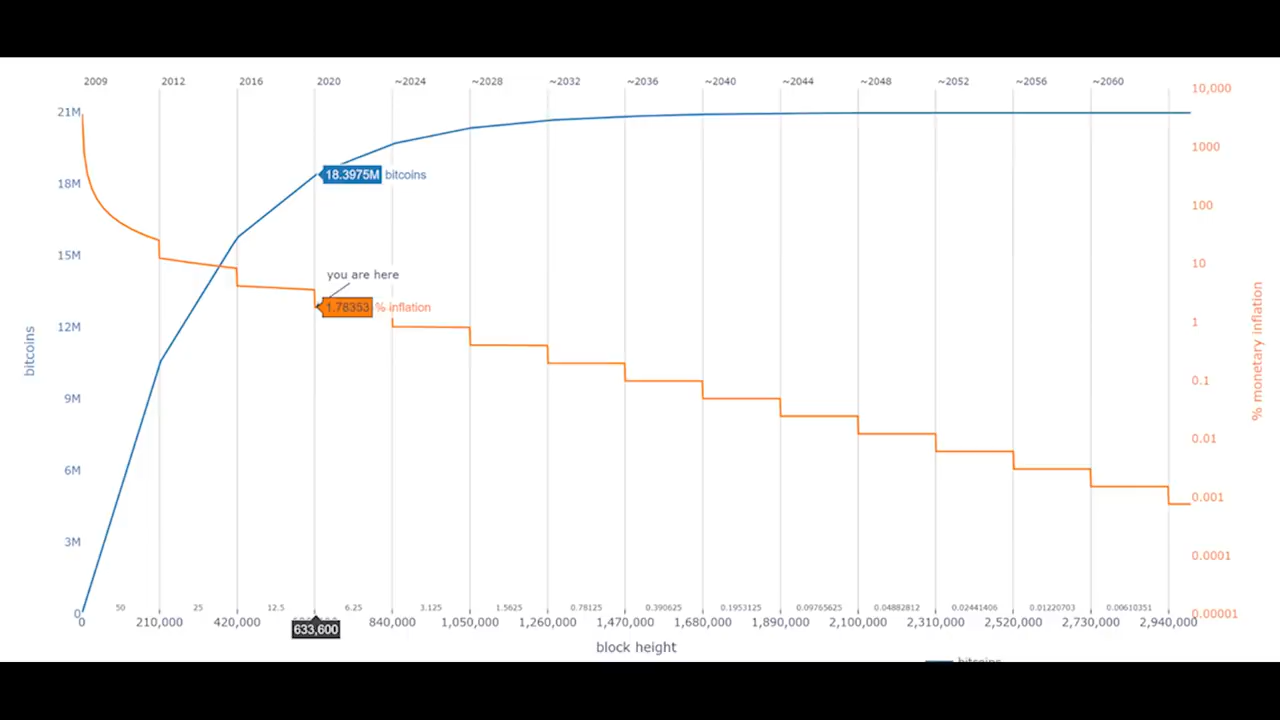 2009 2012 2016 2020 ~2024 ~2028 ~2032 ~2036 ~2040 ~2044 ~2048 ~2052 ~2056 ~2060
10,000
21M
1000
18.3975M bitcoins
18M
100
15M
10
you are here
1.78353 % inflation
12M
1
bitcoins
% monetary inflation
0.1
9M
0.01
6M
0.001
3M
0.0001
50 25 12.5 6.25 3.125 1.5625 0.78125 0.390625 0.1953125 0.09765625 0.04882812 0.02441406 0.01220703 0.00610351
0
0.00001
210,000 420,000 633,600 840,000 1,050,000 1,260,000 1,470,000 1,680,000 1,890,000 2,100,000 2,310,000 2,520,000 2,730,000 2,940,000
0
block height
bitcoins